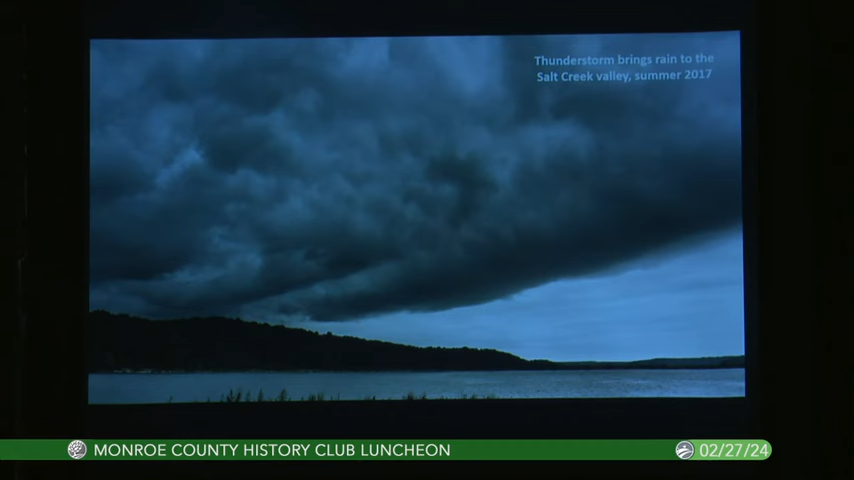 Thunderstorm brings rain to the
Salt Creek valley, summer 2017
MONROE COUNTY HISTORY CLUB LUNCHEON
02/27/24